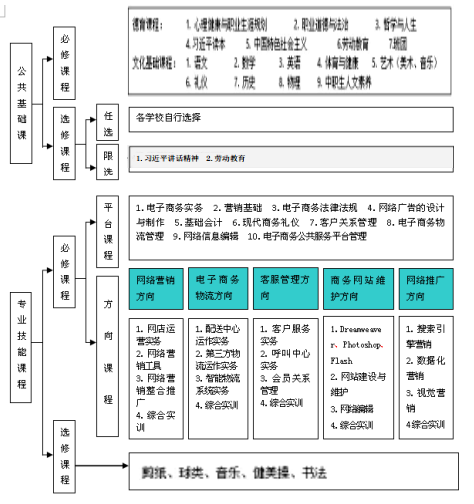 德育课程： 1. 心理健康与职业生涯规划 2. 职业道德与法治 3. 哲学与人生
4.习近平读本 5. 中国特色社会主义 6.劳动教育 7.地团
文化基础课程： 1. 语文 2. 数学 3. 英语 4. 体育与健康 5. 艺术（美术、音乐）
6. 礼仪 7. 历史 8. 物理 9. 中职生人文素养
公共基础课
必修课程
选修课程
任选
各学校自行选择
限选
1. 习近平讲话精神 2. 劳动教育
专业技能课程
必修课程
平台课程
1. 电子商务实务 2. 营销基础 3. 电子商务法律法规 4. 网络广告的设计
与制作 5. 基础会计 6. 现代商务礼仪 7. 客户关系管理 8. 电子商务物
流管理 9. 网络信息编辑 10. 电子商务公共服务平台管理
方向课程
网络营销
方向
1. 网店运
营实务
2. 网络营
销工具
3. 网络营
销整合推
广
4. 综合实
训
电子商务
物流方向
1. 配送中心
运作实务
2. 第三方物
流运作实务
3. 智能物流
系统实务
4. 综合实训
客服管理方
向
1. 客户服务
实务
2. 呼叫中心
实务
3. 会员关系
管理
4. 综合实训
商务网站维
护方向
1. Dreamweave
r、Photoshop、
Flash
2. 网站建设与
维护
3. 网络编辑
4. 综合实训
网络推广
方向
1. 搜索引
擎营销
2. 数据化
营销
3. 视觉营
销
4 综合实训
选修课程
剪纸、球类、音乐、健美操、书法